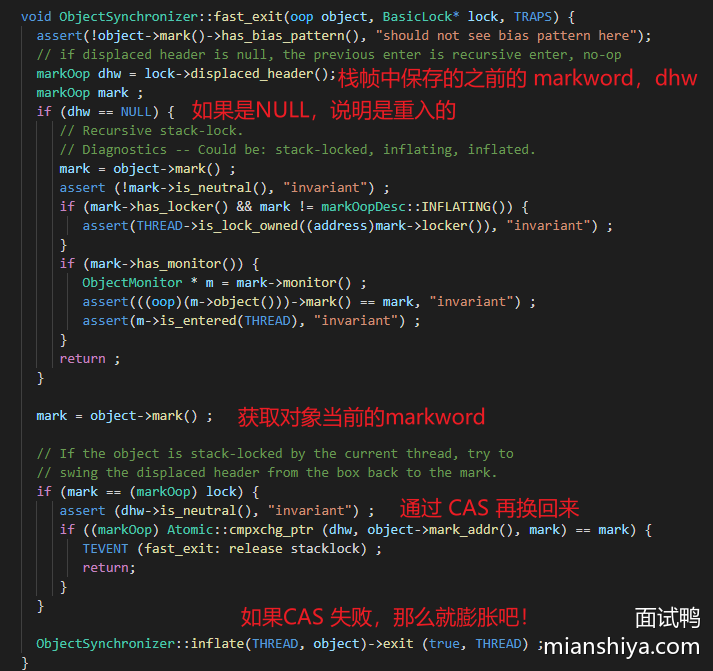 void ObjectSynchronizer::fast_exit(oop object, BasicLock* lock, TRAPS) {
assert(!object->mark()->has_bias_pattern(), "should not see bias pattern here");
// if displaced header is null, the previous enter is recursive enter, no-op
markOop dhw = lock->displaced_header(); 栈帧中保存的之前的 markword，dhw
markOop mark ;
if (dhw == NULL) { 如果是NULL，说明是重入的
// Recursive stack-lock.
// Diagnostics -- Could be: stack-locked, inflating, inflated.
mark = object->mark() ;
assert (!mark->is_neutral(), "invariant") ;
if (mark->has_locker() && mark != markOopDesc::INFLATING()) {
assert(THREAD->is_lock_owned((address)mark->locker()), "invariant") ;
}
if (mark->has_monitor()) {
ObjectMonitor * m = mark->monitor() ;
assert(((oop)(m->object()))->mark() == mark, "invariant") ;
assert(m->is_entered(THREAD), "invariant") ;
}
return ;
}
mark = object->mark() ; 获取对象当前的markword
// If the object is stack-locked by the current thread, try to
// swing the displaced header from the box back to the mark.
if (mark == (markOop) lock) {
assert (dhw->is_neutral(), "invariant") ; 通过 CAS 再换回来
if ((markOop) Atomic::cmpxchg_ptr (dhw, object->mark_addr(), mark) == mark) {
TEVENT (fast_exit: release stacklock) ;
return;
}
}
如果CAS 失败，那么就膨胀吧！ 面试鸭
ObjectSynchronizer::inflate(THREAD, object)->exit (true, THREAD) ; mianshiya.com
}